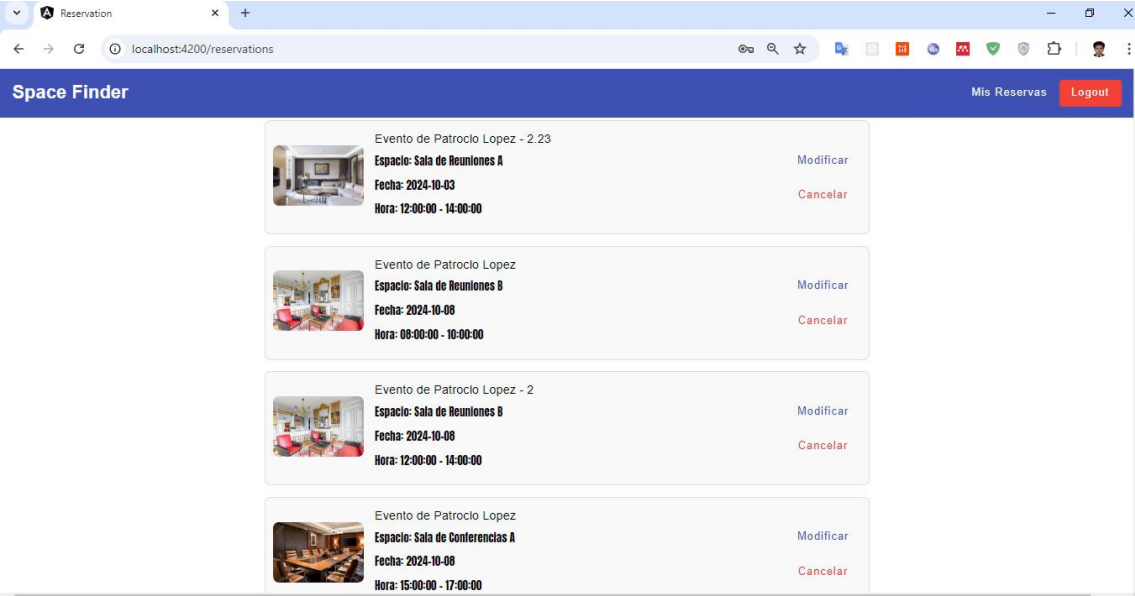 Reservation
localhost:4200/reservations
Space Finder
Mis Reservas
Logout
Evento de Patrocio Lopez - 2.23
Espacio: Sala de Reuniones A
Fecha: 2024-10-03
Hora: 12:00:00 - 14:00:00
Modificar
Cancelar
Evento de Patrocio Lopez
Espacio: Sala de Reuniones B
Fecha: 2024-10-08
Hora: 08:00:00 - 10:00:00
Modificar
Cancelar
Evento de Patrocio Lopez - 2
Espacio: Sala de Reuniones B
Fecha: 2024-10-08
Hora: 12:00:00 - 14:00:00
Modificar
Cancelar
Evento de Patrocio Lopez
Espacio: Sala de Conferencias A
Fecha: 2024-10-08
Hora: 15:00:00 - 17:00:00
Modificar
Cancelar